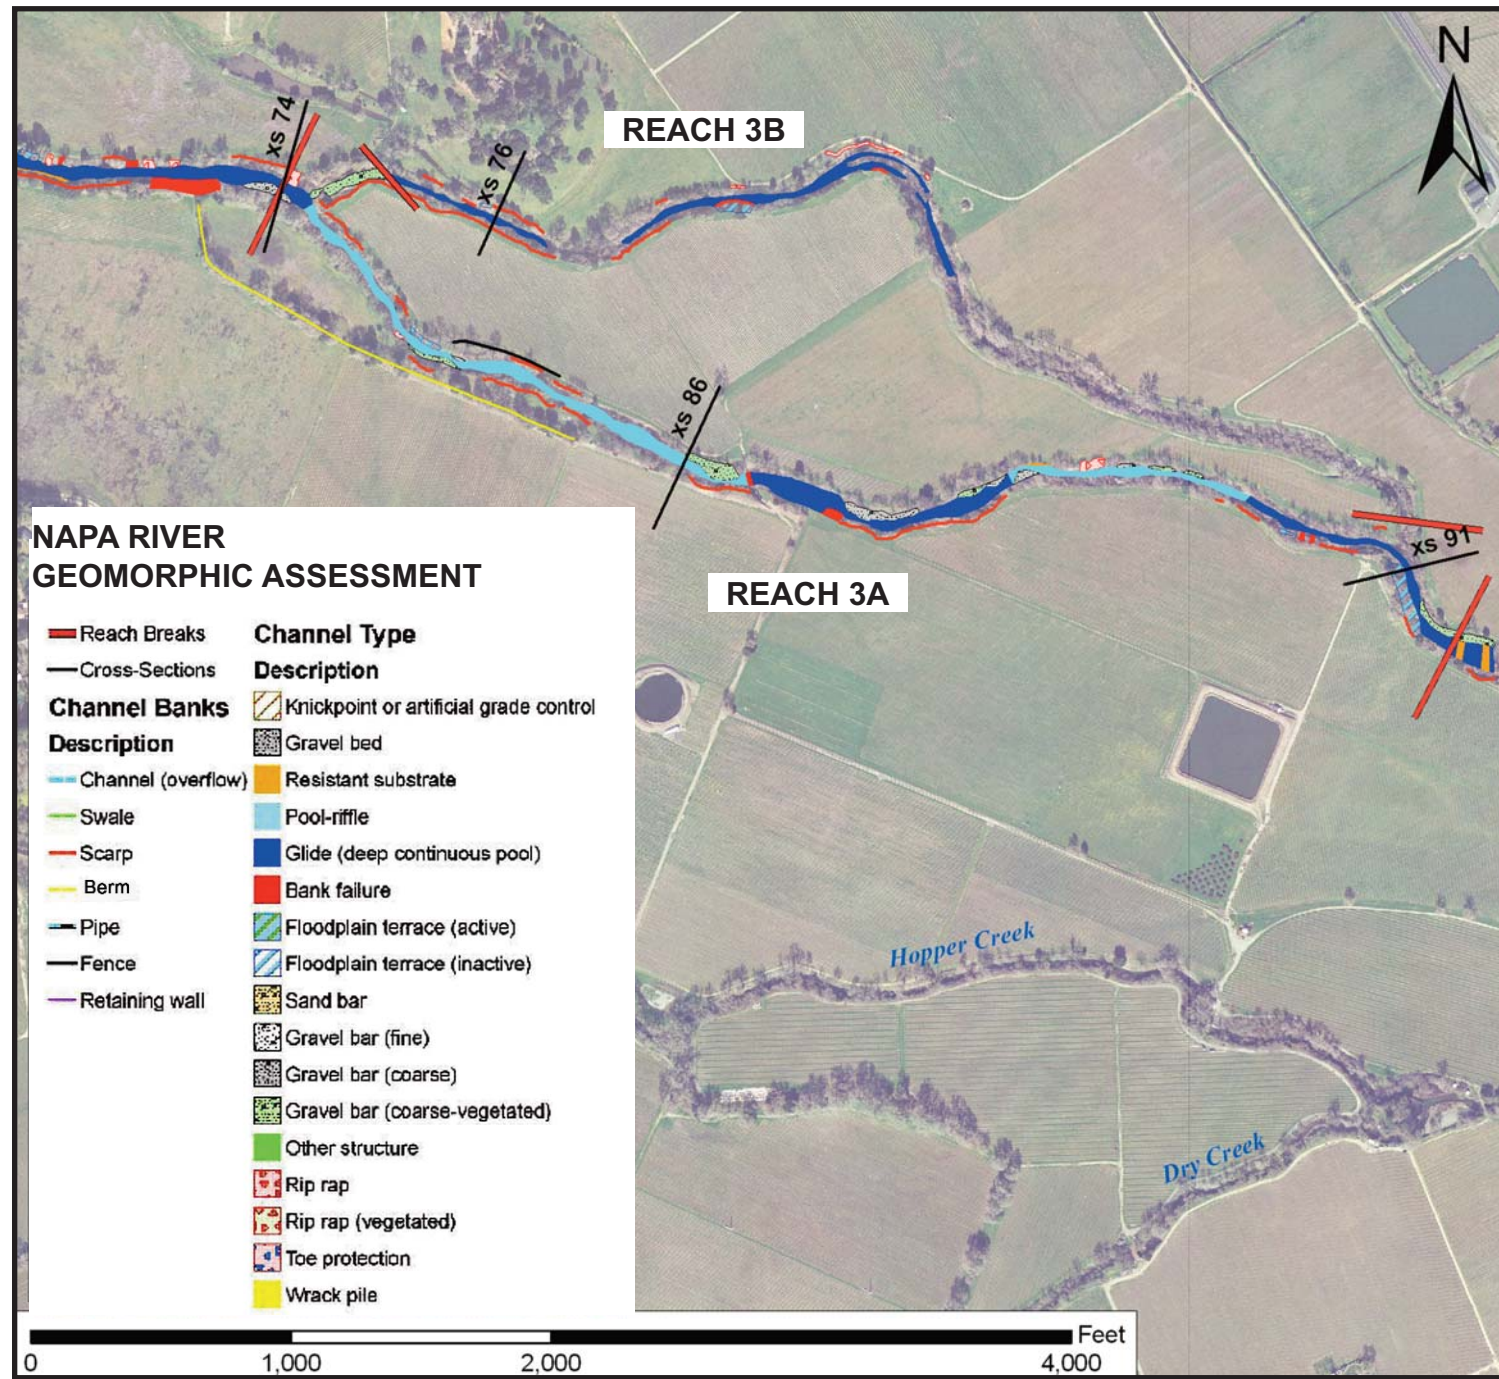 N
REACH 3B
xs 74
xs 76
xs 86
xs 91
REACH 3A
NAPA RIVER
GEOMORPHIC ASSESSMENT
Reach Breaks
Cross-Sections
Channel Banks
Description
Channel (overflow)
Swale
Scarp
Berm
Pipe
Fence
Retaining wall
Channel Type
Description
Knickpoint or artificial grade control
Gravel bed
Resistant substrate
Pool-riffle
Glide (deep continuous pool)
Bank failure
Floodplain terrace (active)
Floodplain terrace (inactive)
Sand bar
Gravel bar (fine)
Gravel bar (coarse)
Gravel bar (coarse-vegetated)
Other structure
Rip rap
Rip rap (vegetated)
Toe protection
Wrack pile
Hopper Creek
Dry Creek
Feet
0 1,000 2,000 4,000